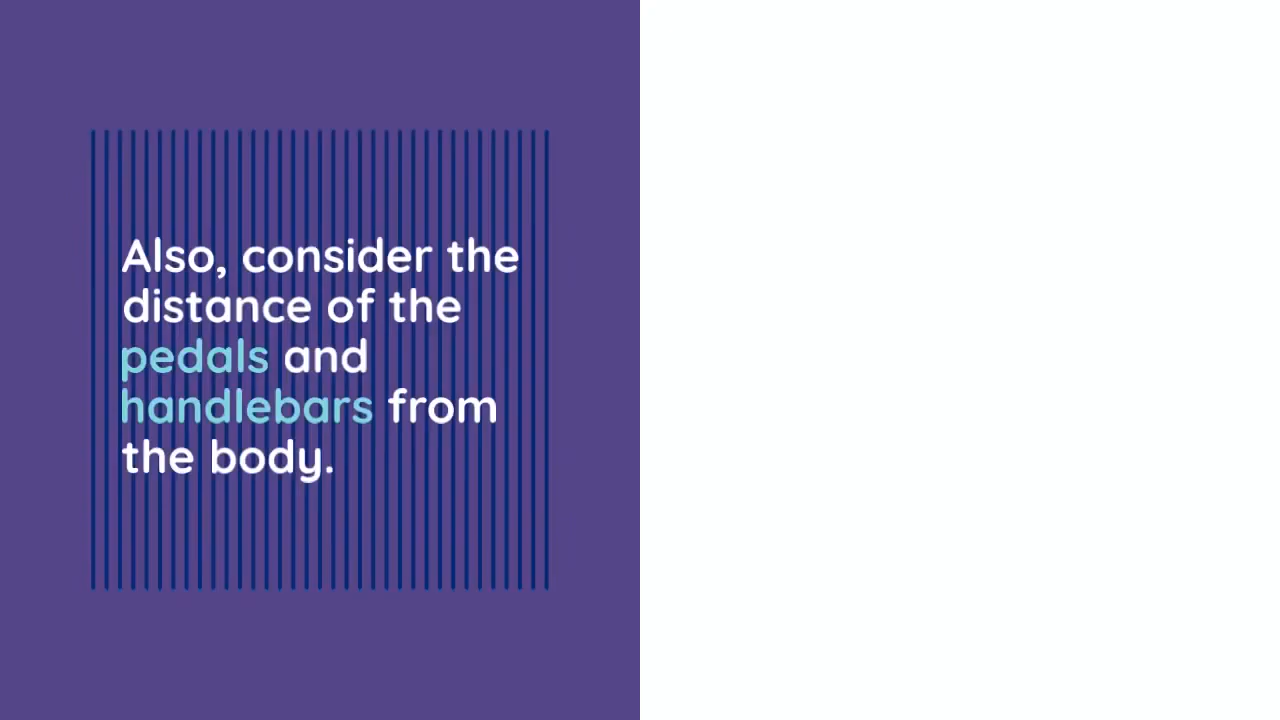 Also, consider the
distance of the
pedals and
handlebars from
the body.